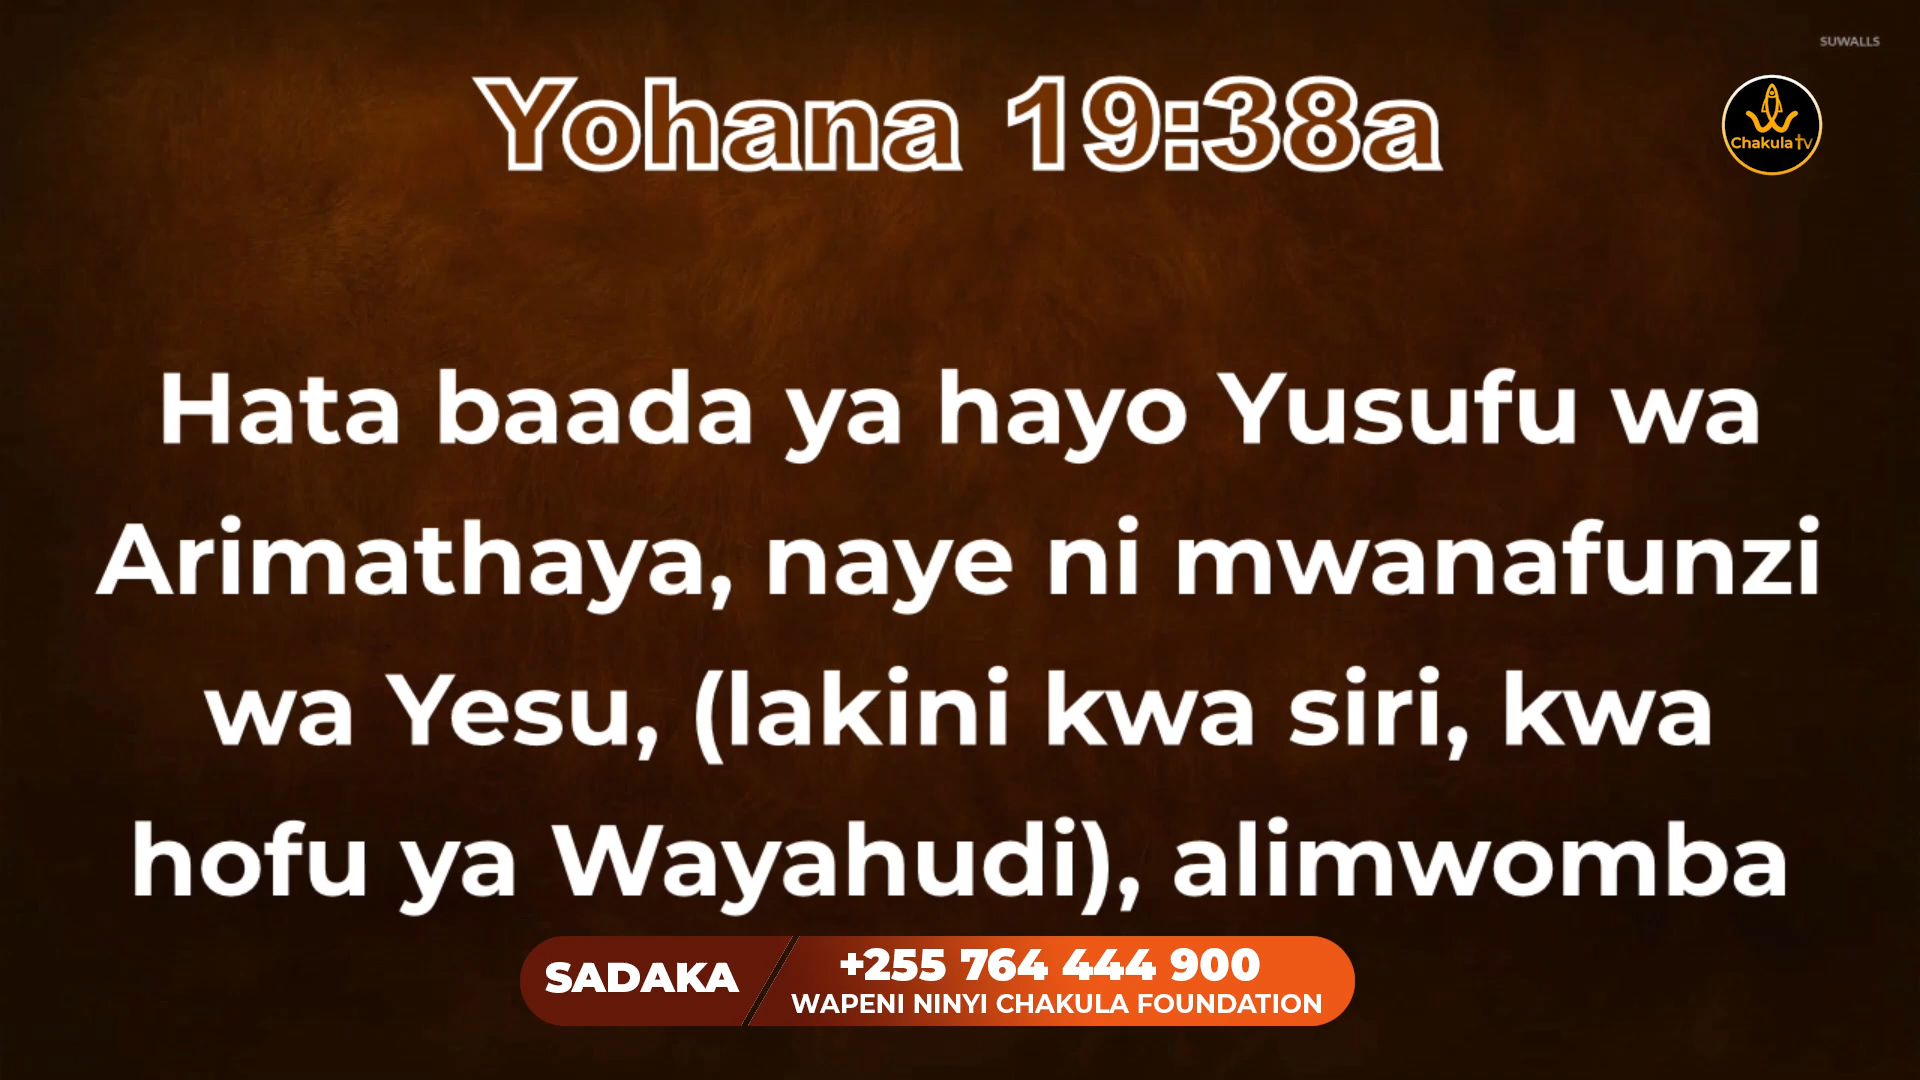 SUWALLS
Yohana 19:38a
Chakula tv
Hata baada ya hayo Yusufu wa
Arimathaya, naye ni mwanafunzi
wa Yesu, (lakini kwa siri, kwa
hofu ya Wayahudi), alimwomba
SADAKA
+255 764 444 900
WAPENI NINYI CHAKULA FOUNDATION